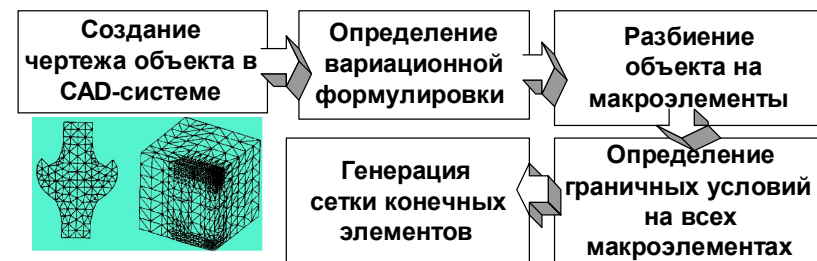 Создание
чертежа объекта в
CAD-системе
Определение
вариационной
формулировки
Разбиение
объекта на
макроэлементы
Определение
граничных условий
на всех
макроэлементах
Генерация
сетки конечных
элементов